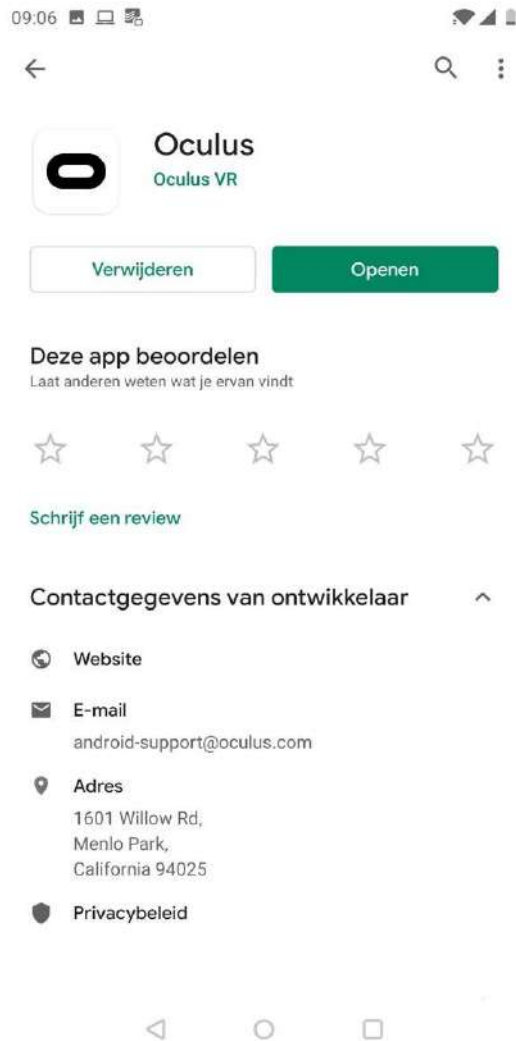 09:06
Oculus
Oculus VR
Verwijderen
Openen
Deze app beoordelen
Laat anderen weten wat je ervan vindt
Schrijf een review
Contactgegevens van ontwikkelaar
Website
E-mail
android-support@oculus.com
Adres
1601 Willow Rd,
Menlo Park,
California 94025
Privacybeleid